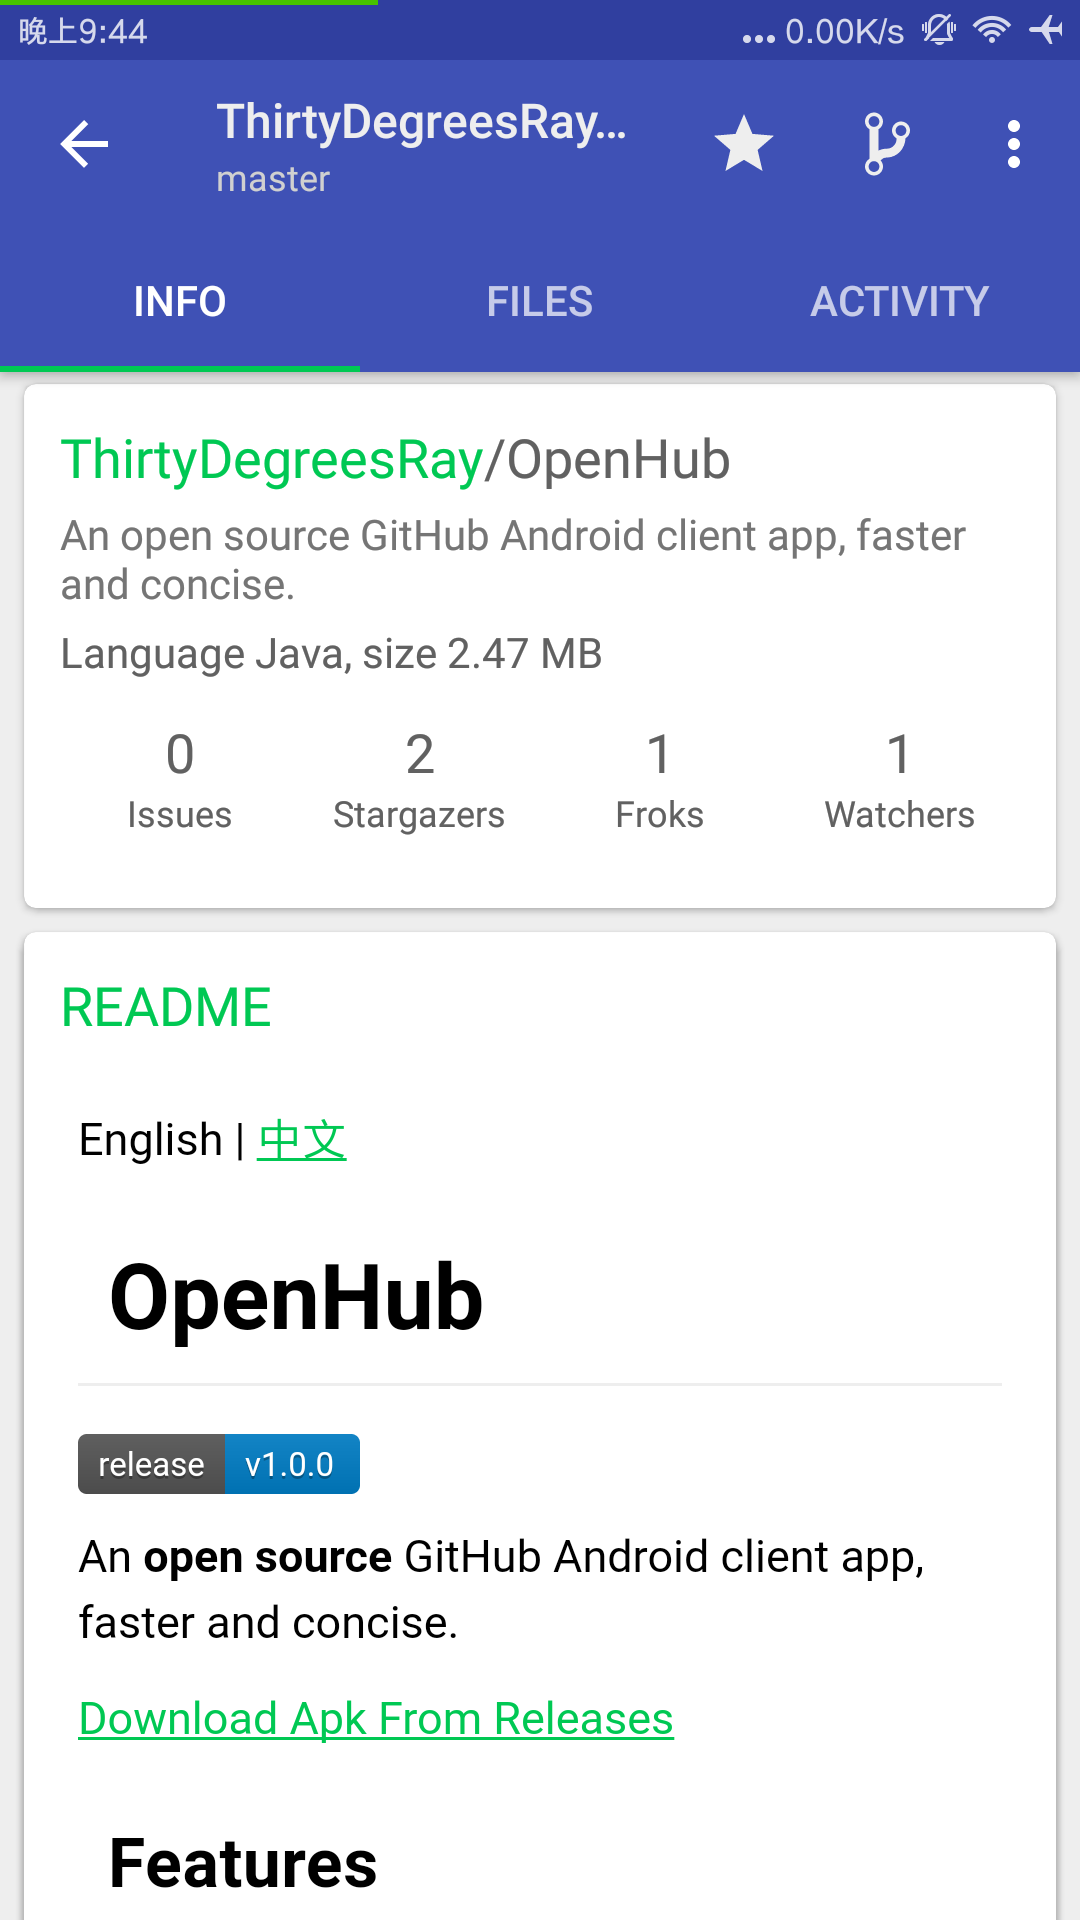 晚上9:44
... 0.00K/s
ThirtyDegreesRay...
master
INFO FILES ACTIVITY
ThirtyDegreesRay/OpenHub
An open source GitHub Android client app, faster
and concise.
Language Java, size 2.47 MB
0 2 1 1
Issues Stargazers Froks Watchers
README
English | 中文
OpenHub
release v1.0.0
An open source GitHub Android client app,
faster and concise.
Download Apk From Releases
Features